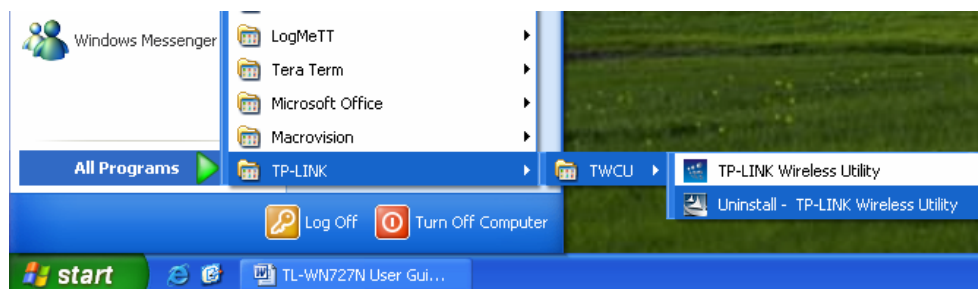 Windows Messenger
LogMeTT
Tera Term
Microsoft Office
Macrovision
All Programs
TP-LINK
TWCU
TP-LINK Wireless Utility
Uninstall - TP-LINK Wireless Utility
Log Off
Turn Off Computer
start
TL-WN727N User Gui...